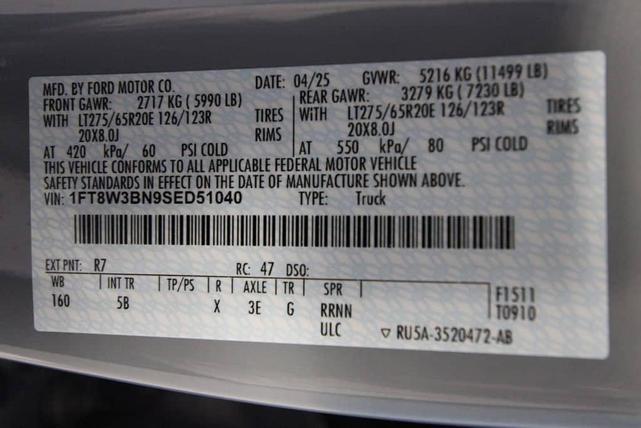 MFD. BY FORD MOTOR CO. DATE: 04/25 GVWR: 5216 KG (11499 LB)
FRONT GAWR: 2717 KG (5990 LB) REAR GAWR: 3279 KG (7230 LB)
WITH LT275/65R20E 126/123R TIRES WITH LT275/65R20E 126/123R TIRES
20X8.0J RIMS 20X8.0J RIMS
AT 420 kPa/ 60 PSI COLD AT 550 kPa/ 80 PSI COLD
THIS VEHICLE CONFORMS TO ALL APPLICABLE FEDERAL MOTOR VEHICLE
SAFETY STANDARDS IN EFFECT ON THE DATE OF MANUFACTURE SHOWN ABOVE.
VIN: 1FT8W3BN9SED51040 TYPE: Truck
EXT PNT: R7 RC: 47 DSO:
WB INT TR TP/PS R AXLE TR SPR F1511
160 5B X 3E G RRNN T0910
ULC ▽ RU5A-3520472-AB